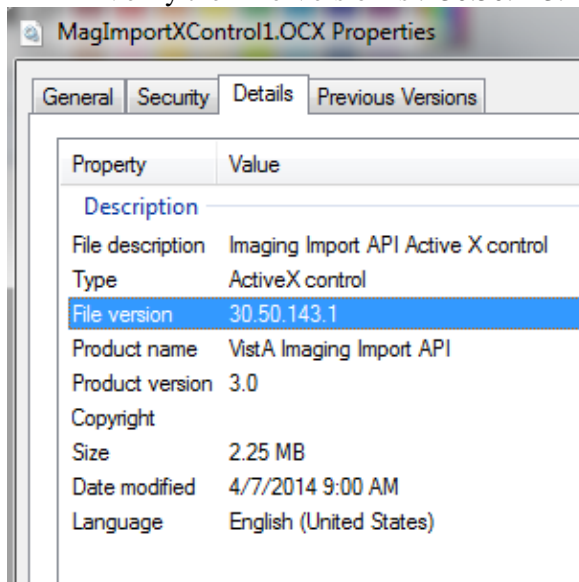 MagImportXControl1.OCX Properties
General Security Details Previous Versions
Property Value
Description
File description Imaging Import API Active X control
Type ActiveX control
File version 30.50.143.1
Product name VistA Imaging Import API
Product version 3.0
Copyright
Size 2.25 MB
Date modified 4/7/2014 9:00 AM
Language English (United States)